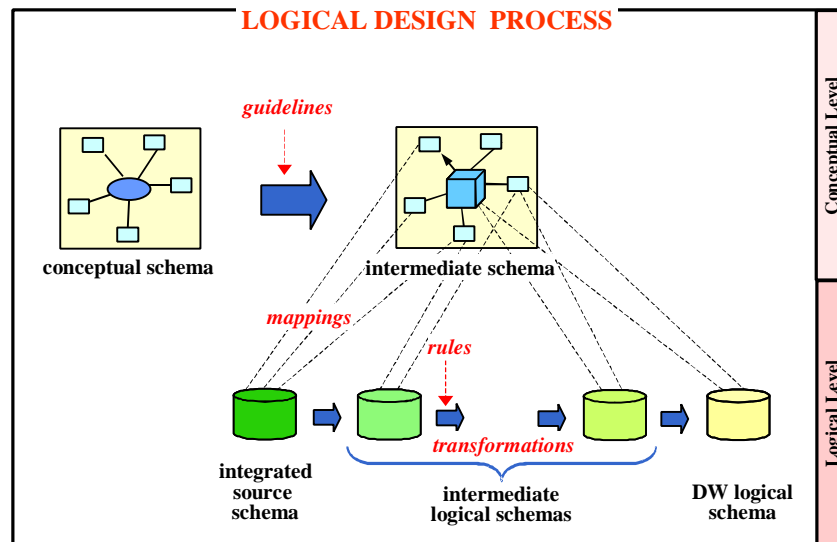 LOGICAL DESIGN PROCESS
Conceptual Level
guidelines
conceptual schema
intermediate schema
mappings
rules
Logical Level
transformations
integrated
source
schema
intermediate
logical schemas
DW logical
schema